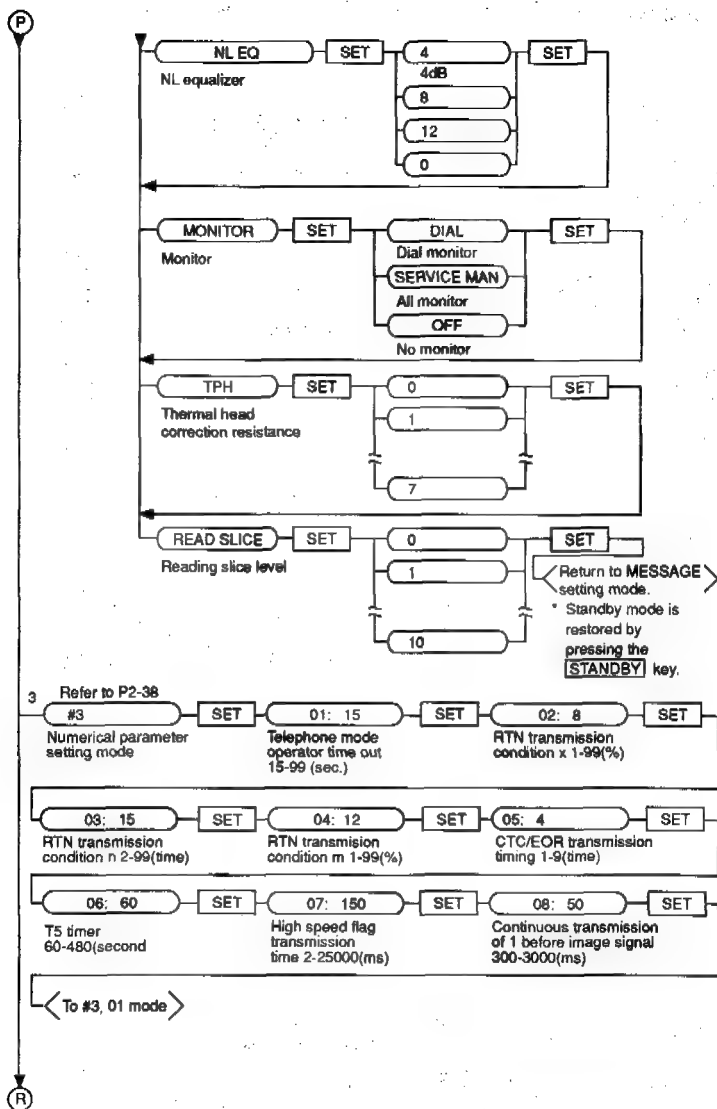 P
NL EQ SET 4 SET
NL equalizer 4dB
8
12
0
MONITOR SET DIAL SET
Monitor Dial monitor
SERVICE MAN
All monitor
OFF
No monitor
TPH SET 0 SET
Thermal head
correction resistance
1
7
READ SLICE SET 0 SET
Reading slice level
1
10
Return to MESSAGE
setting mode.
* Standby mode is
restored by
pressing the
STANDBY key.
3 Refer to P2-38
#3 SET 01: 15 SET 02: 8 SET
Numerical parameter
setting mode
Telephone mode
operator time out
15-99 (sec.)
RTN transmission
condition x 1-99(%)
03: 15 SET 04: 12 SET 05: 4 SET
RTN transmission
condition n 2-99(time)
RTN transmision
condition m 1-99(%)
CTC/EOR transmission
timing 1-9(time)
06: 60 SET 07: 150 SET 08: 50 SET
T5 timer
60-480(second
High speed flag
transmission
time 2-25000(ms)
Continuous transmission
of 1 before image signal
300-3000(ms)
To #3, 01 mode
R